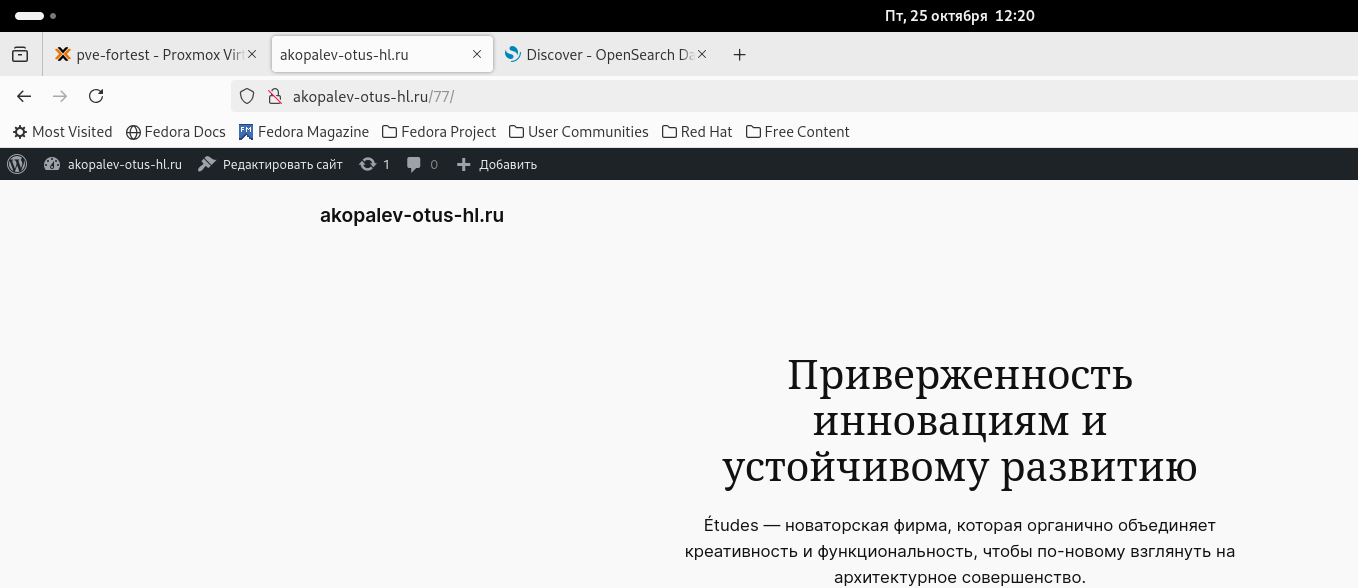 Пт, 25 октября 12:20
pve-fortest - Proxmox Vir
akopalev-otus-hl.ru
Discover - OpenSearch Da
akopalev-otus-hl.ru/77/
Most Visited Fedora Docs Fedora Magazine Fedora Project User Communities Red Hat Free Content
akopalev-otus-hl.ru Редактировать сайт 1 0 Добавить
akopalev-otus-hl.ru
Приверженность
инновациям и
устойчивому развитию
Études — новаторская фирма, которая органично объединяет
креативность и функциональность, чтобы по-новому взглянуть на
архитектурное совершенство.